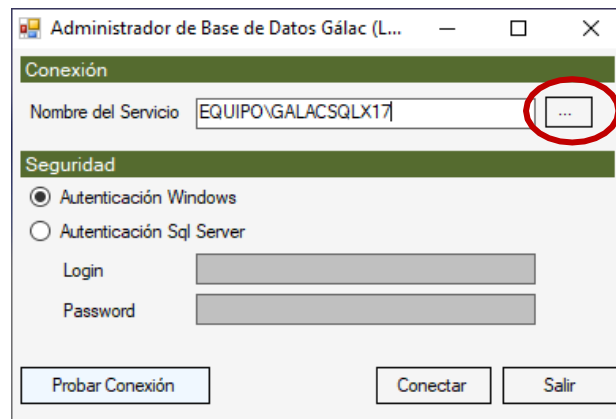 Administrador de Base de Datos Gálac (L...
Conexión
Nombre del Servicio EQUIPO\GALACSQLX17 ...
Seguridad
Autenticación Windows
Autenticación Sql Server
Login
Password
Probar Conexión Conectar Salir